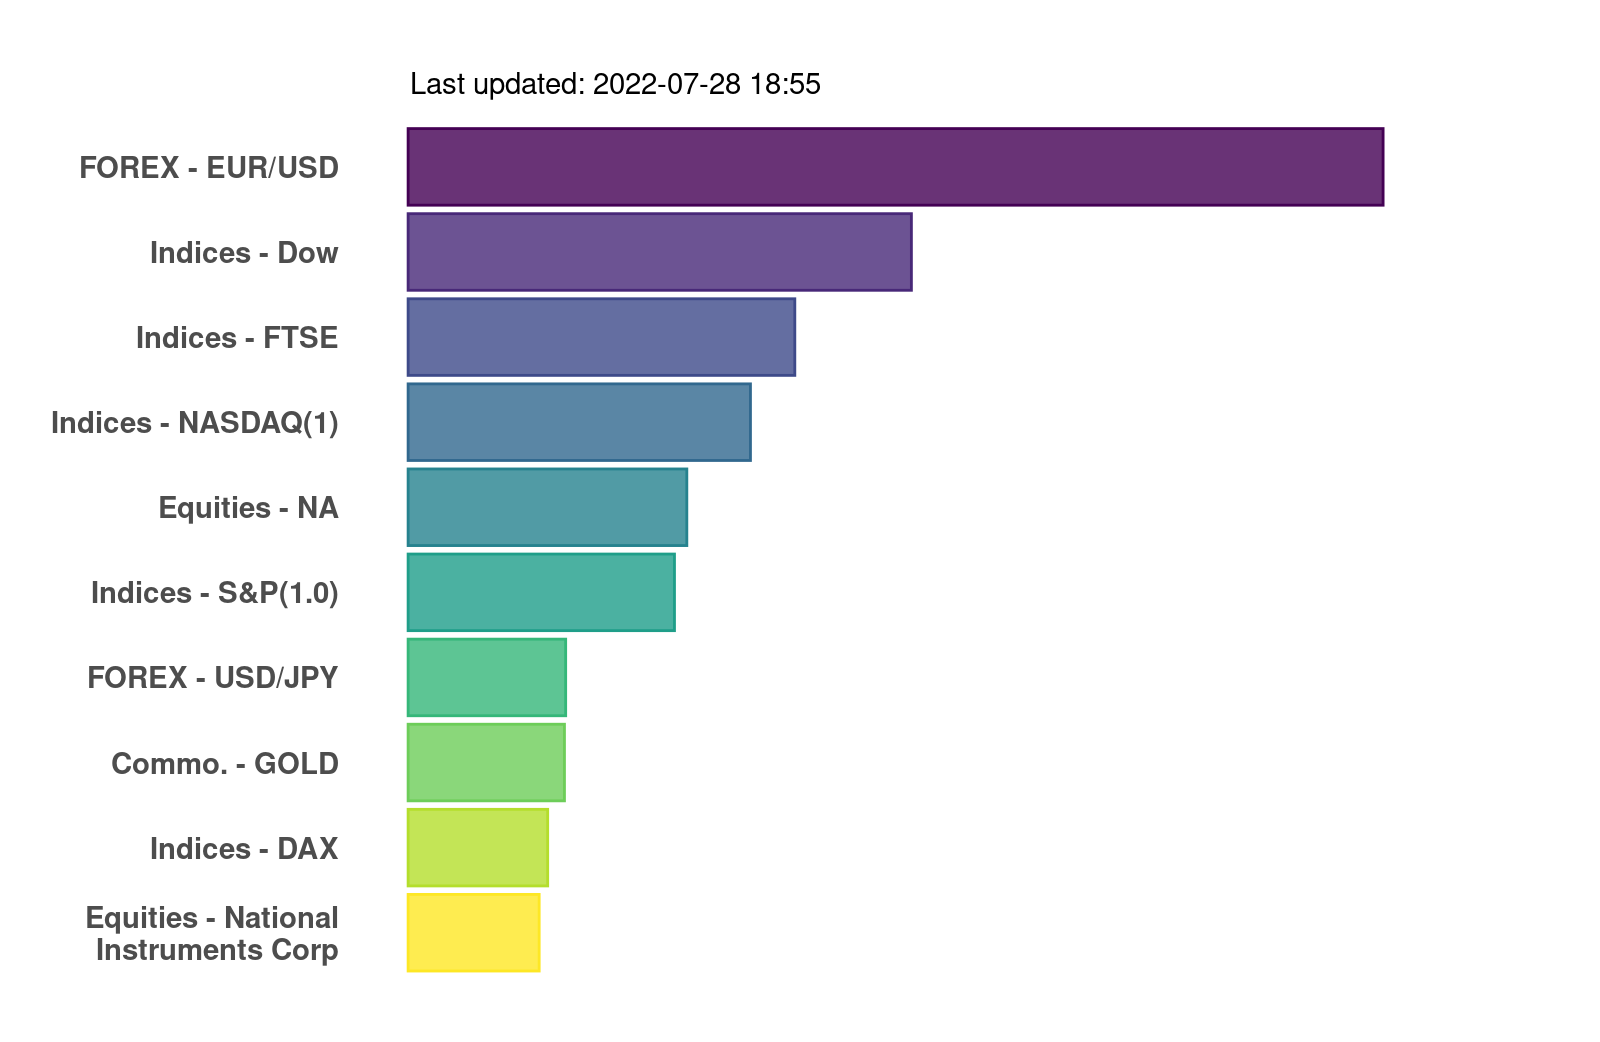 Last updated: 2022-07-28 18:55
FOREX - EUR/USD
Indices - Dow
Indices - FTSE
Indices - NASDAQ(1)
Equities - NA
Indices - S&P(1.0)
FOREX - USD/JPY
Commo. - GOLD
Indices - DAX
Equities - National
Instruments Corp